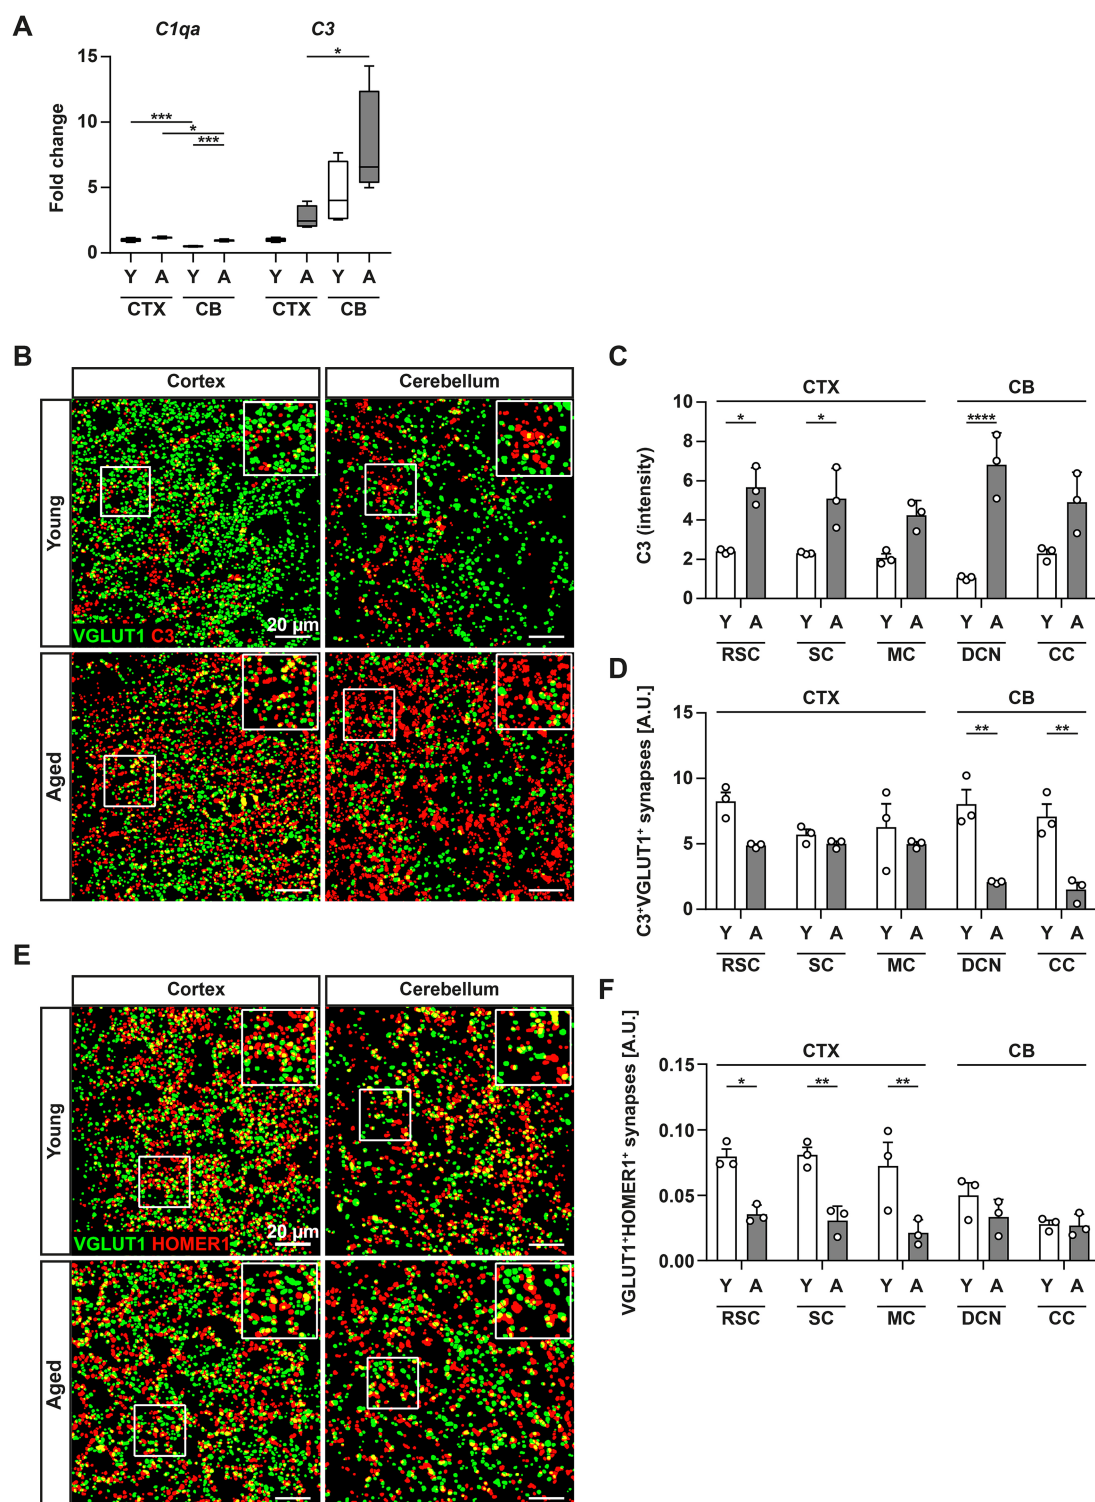 A
C1qa C3
Fold change
15
10
5
0
*** * *** *
Y A Y A Y A Y A
CTX CB CTX CB
B
Cortex Cerebellum
Young
VGLUT1 C3 20 µm
Aged
C
CTX CB
C3 (intensity)
10
8
6
4
2
0
* * ****
Y A Y A Y A Y A Y A
RSC SC MC DCN CC
D
CTX CB
C3⁺VGLUT1⁺ synapses [A.U.]
15
10
5
0
** **
Y A Y A Y A Y A Y A
RSC SC MC DCN CC
E
Cortex Cerebellum
Young
VGLUT1 HOMER1 20 µm
Aged
F
CTX CB
VGLUT1⁺HOMER1⁺ synapses [A.U.]
0.15
0.10
0.05
0.00
* ** **
Y A Y A Y A Y A Y A
RSC SC MC DCN CC